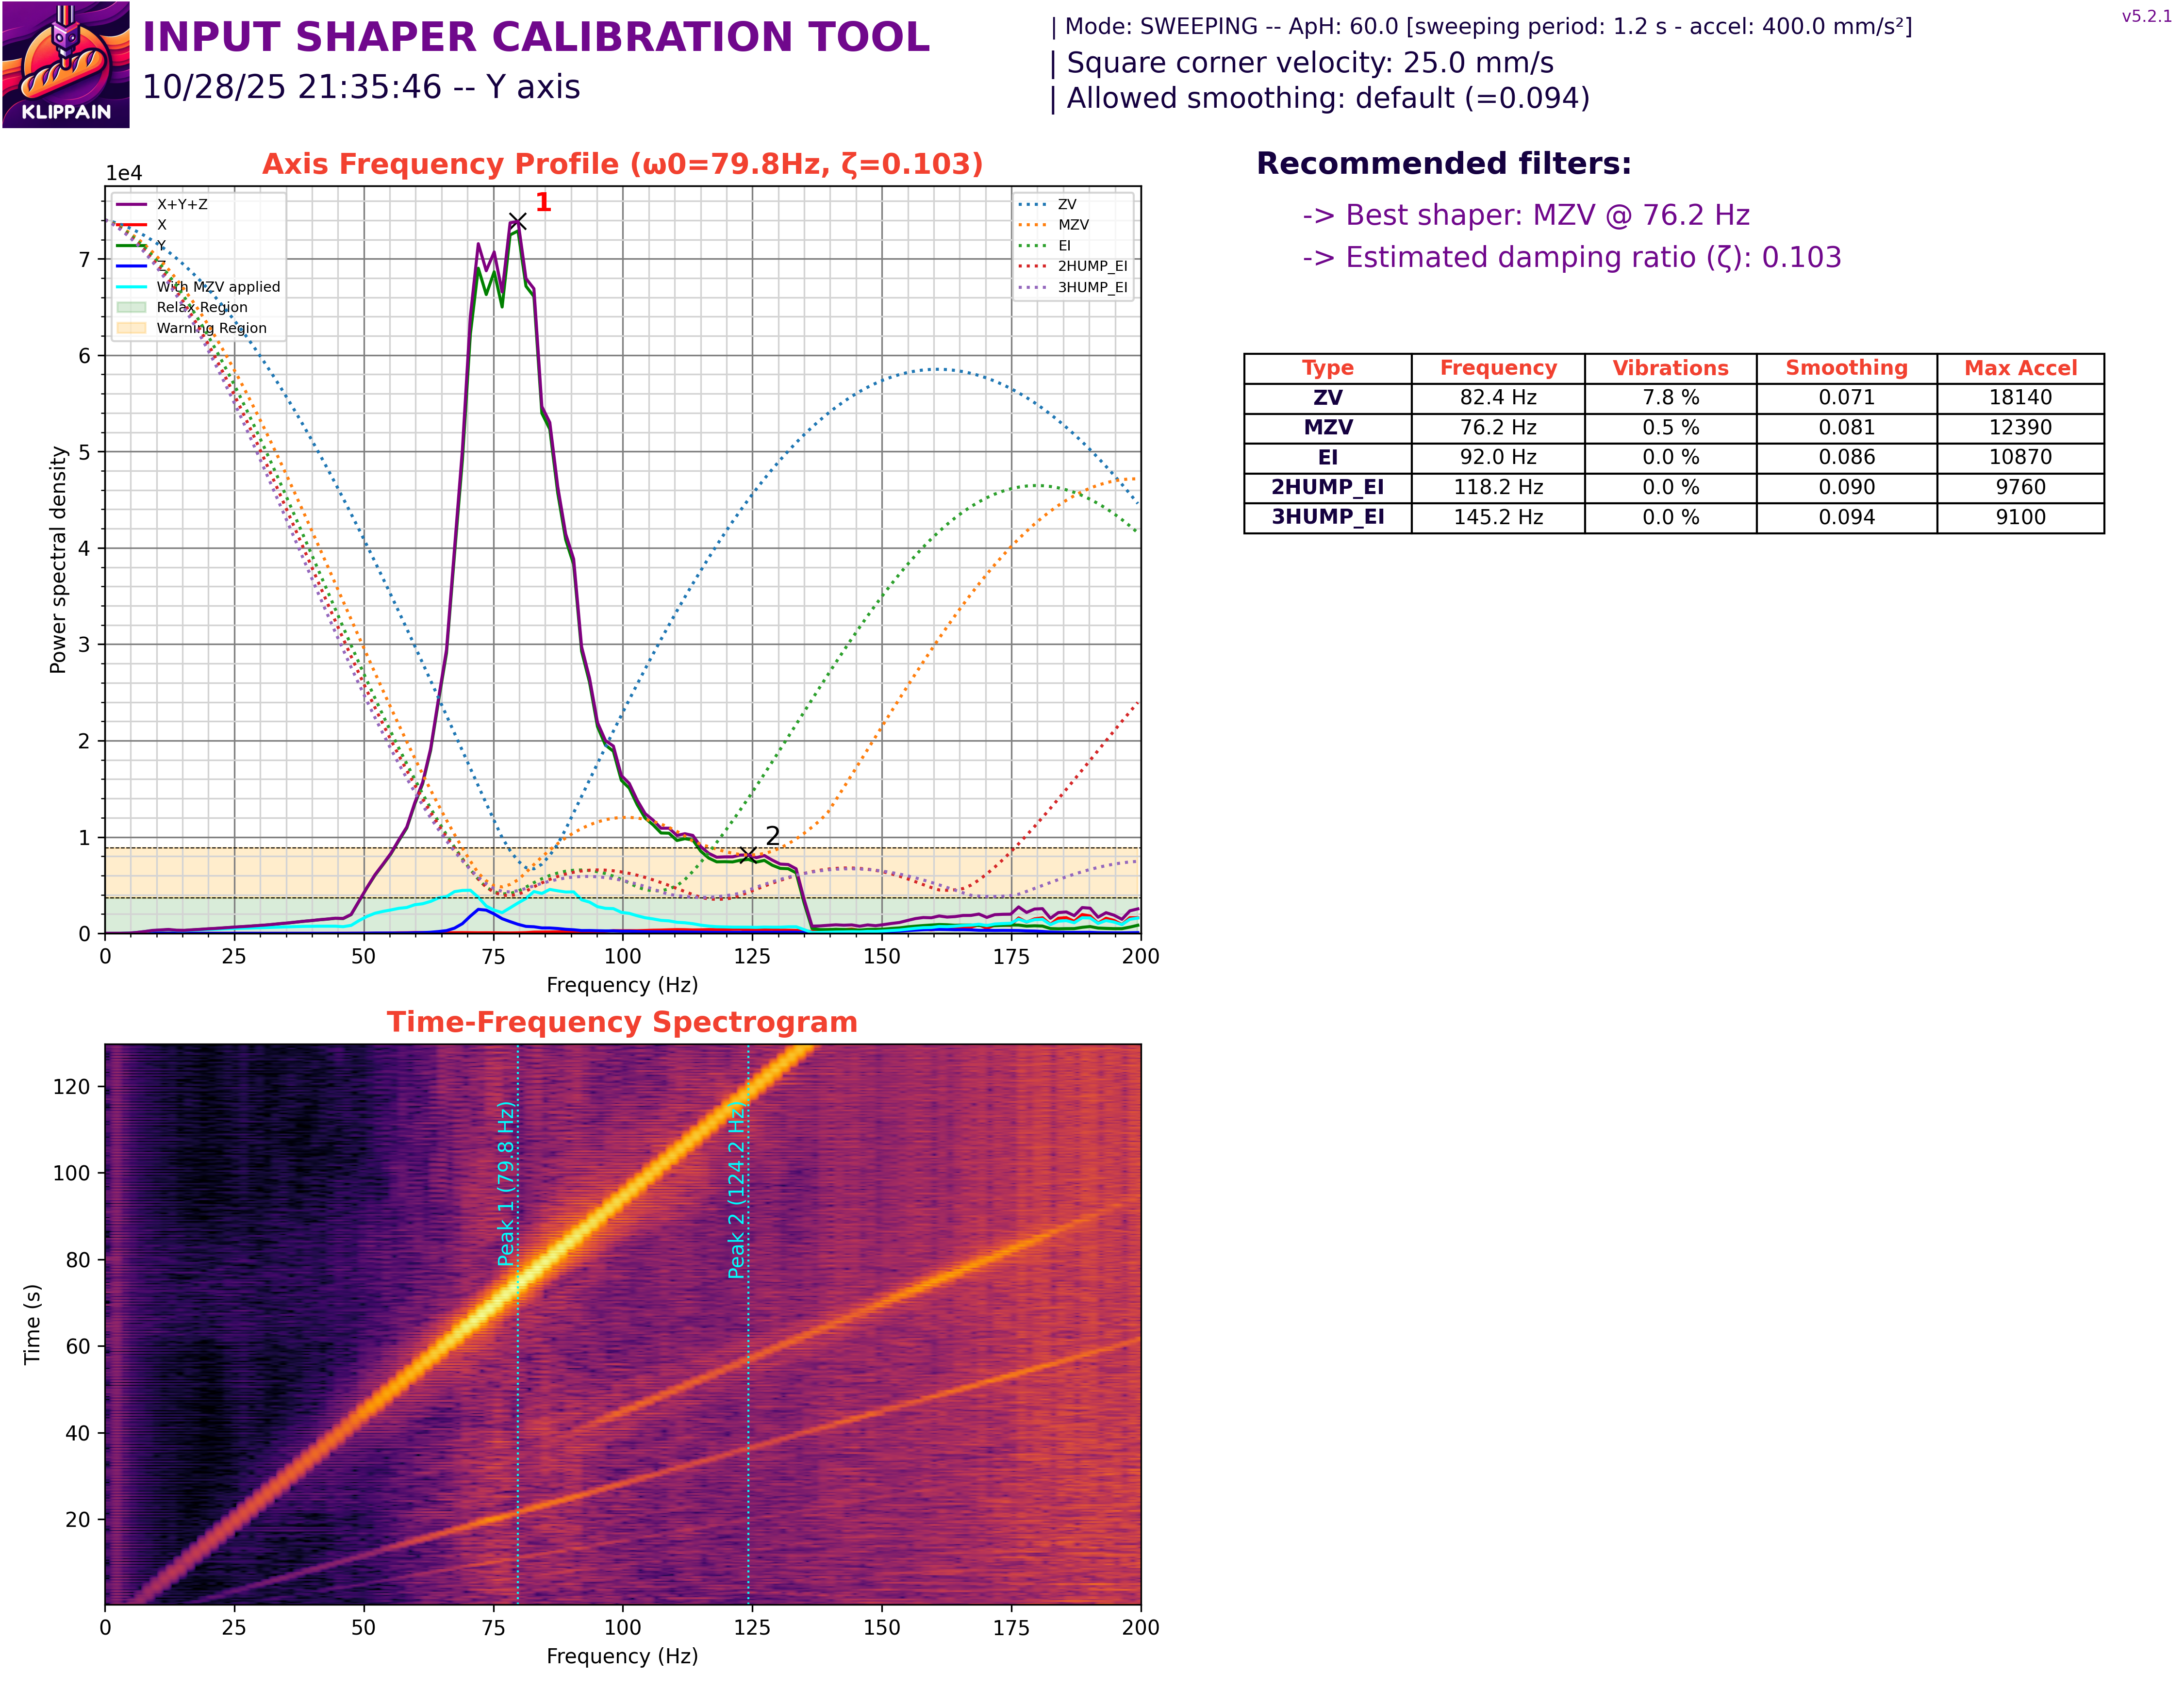 KLIPPAIN
INPUT SHAPER CALIBRATION TOOL
10/28/25 21:35:46 -- Y axis
| Mode: SWEEPING -- ApH: 60.0 [sweeping period: 1.2 s - accel: 400.0 mm/s²]
| Square corner velocity: 25.0 mm/s
| Allowed smoothing: default (=0.094)
v5.2.1
Axis Frequency Profile (ω0=79.8Hz, ζ=0.103)
1e4
X+Y+Z
X
Y
Z
With MZV applied
Relax Region
Warning Region
ZV
MZV
EI
2HUMP_EI
3HUMP_EI
1
2
7
6
5
4
3
2
1
0
Power spectral density
0 25 50 75 100 125 150 175 200
Frequency (Hz)
Recommended filters:
-> Best shaper: MZV @ 76.2 Hz
-> Estimated damping ratio (ζ): 0.103
Type Frequency Vibrations Smoothing Max Accel
ZV 82.4 Hz 7.8 % 0.071 18140
MZV 76.2 Hz 0.5 % 0.081 12390
EI 92.0 Hz 0.0 % 0.086 10870
2HUMP_EI 118.2 Hz 0.0 % 0.090 9760
3HUMP_EI 145.2 Hz 0.0 % 0.094 9100
Time-Frequency Spectrogram
120
100
80
60
40
20
Time (s)
Peak 1 (79.8 Hz)
Peak 2 (124.2 Hz)
0 25 50 75 100 125 150 175 200
Frequency (Hz)